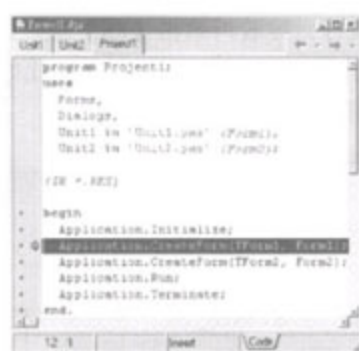 Unit1 Unit2 Project1
program Project1;
uses
Forms,
Dialogs,
Unit1 in 'Unit1.pas' {Form1},
Unit2 in 'Unit2.pas' {Form2};
{$R *.RES}
begin
Application.Initialize;
Application.CreateForm(TForm1, Form1);
Application.CreateForm(TForm2, Form2);
Application.Run;
Application.Terminate;
end.
12: 1 Insert Code